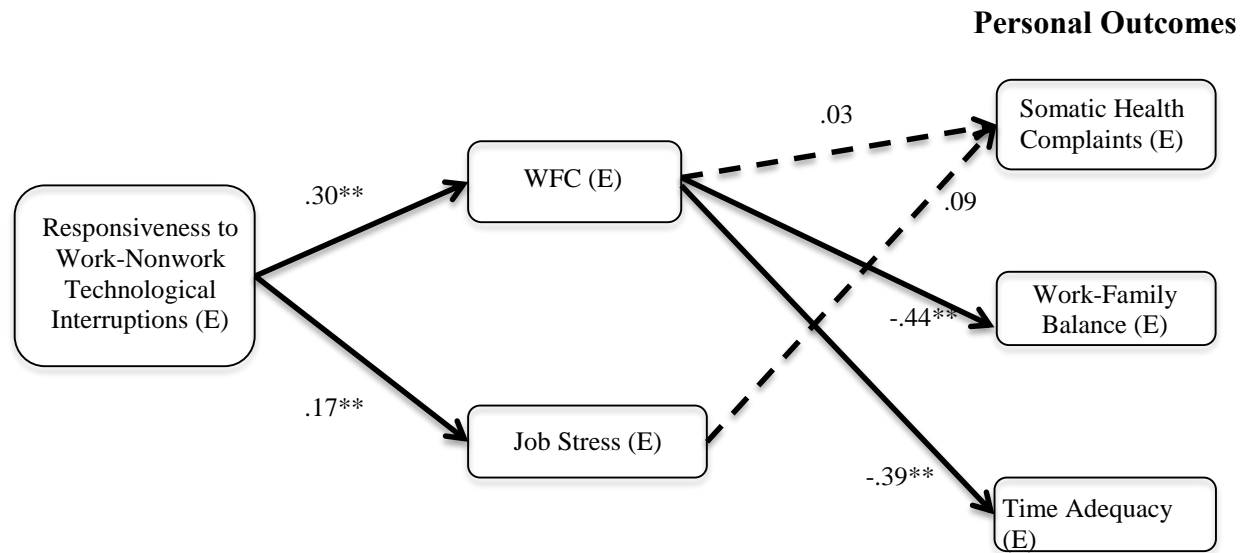 Personal Outcomes
Somatic Health
Complaints (E)
.03
WFC (E)
.30**
.09
Responsiveness to
Work-Nonwork
Technological
Interruptions (E)
Work-Family
Balance (E)
-.44**
.17**
Job Stress (E)
-.39**
Time Adequacy
(E)